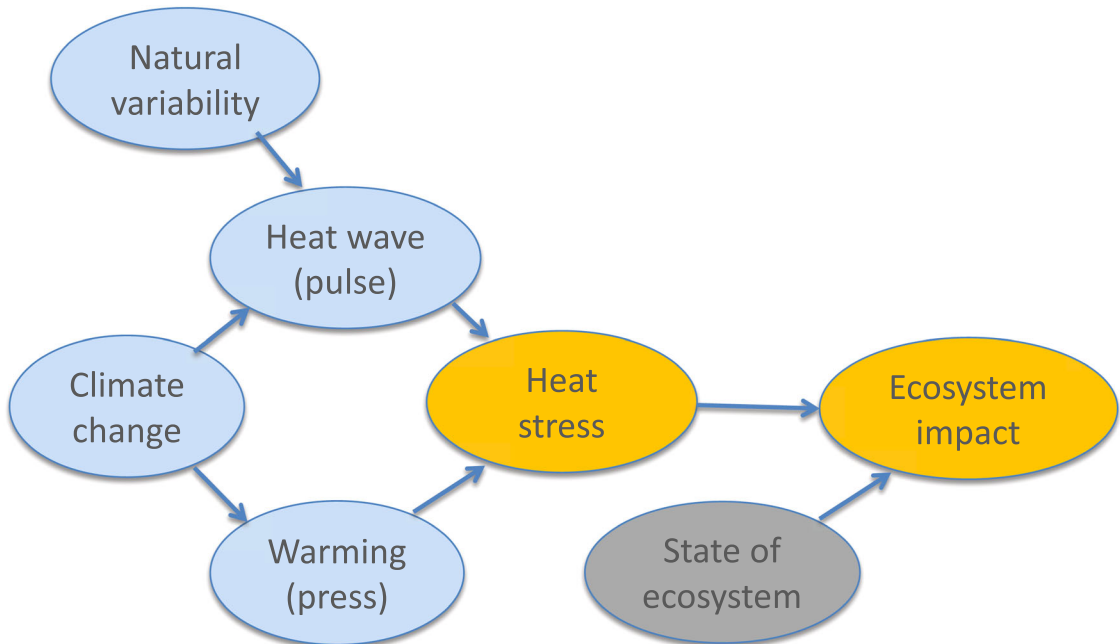 Natural
variability
Heat wave
(pulse)
Climate
change
Heat
stress
Ecosystem
impact
Warming
(press)
State of
ecosystem